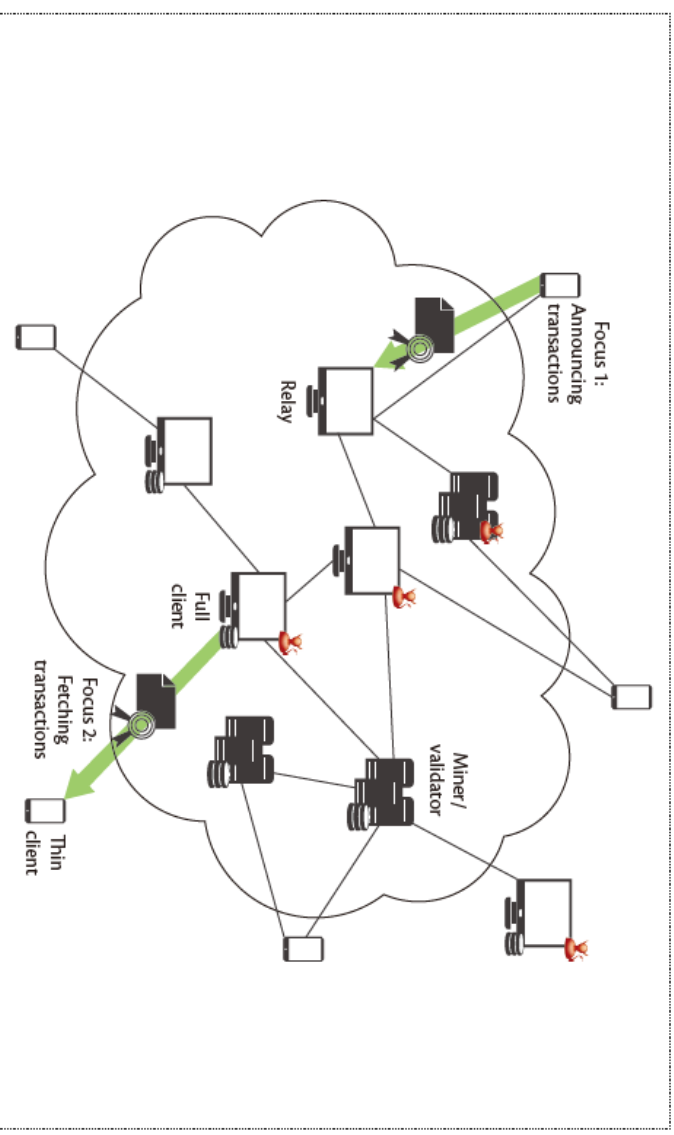 Focus 1:
Announcing
transactions
Relay
Full
client
Miner/
validator
Focus 2:
Fetching
transactions
Thin
client